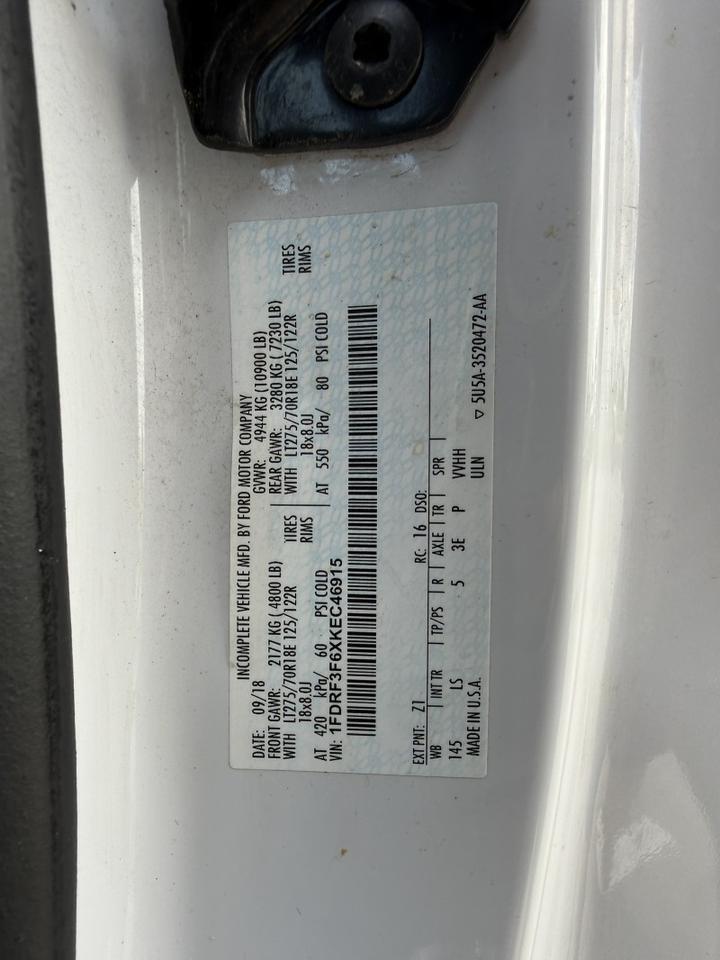 INCOMPLETE VEHICLE MFD. BY FORD MOTOR COMPANY
DATE: 09/18 GVWR: 4944 KG (10900 LB)
FRONT GAWR: 2177 KG ( 4800 LB) REAR GAWR: 3280 KG ( 7230 LB)
WITH LT275/70R18E 125/122R TIRES WITH LT275/70R18E 125/122R TIRES
18x8.0J RIMS 18x8.0J RIMS
AT 420 kPa/ 60 PSI COLD AT 550 kPa/ 80 PSI COLD
VIN: 1FDRF3F6XKEC46915
EXT PNT: Z1 RC: 16 DSO:
WB INT TR TP/PS R AXLE TR SPR
145 LS 5 3E P VVHH
MADE IN U.S.A. ULN
▽ 5U5A-3520472-AA